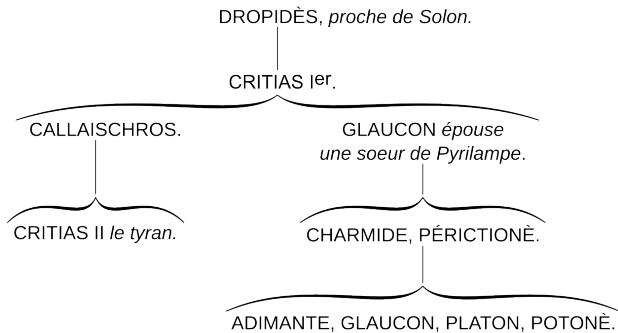 DROPIDÈS, proche de Solon.
CRITIAS Ier.
CALLAISCHROS.
GLAUCON épouse
une soeur de Pyrilampe.
CRITIAS II le tyran.
CHARMIDE, PÉRICTIONÈ.
ADIMANTE, GLAUCON, PLATON, POTONÈ.